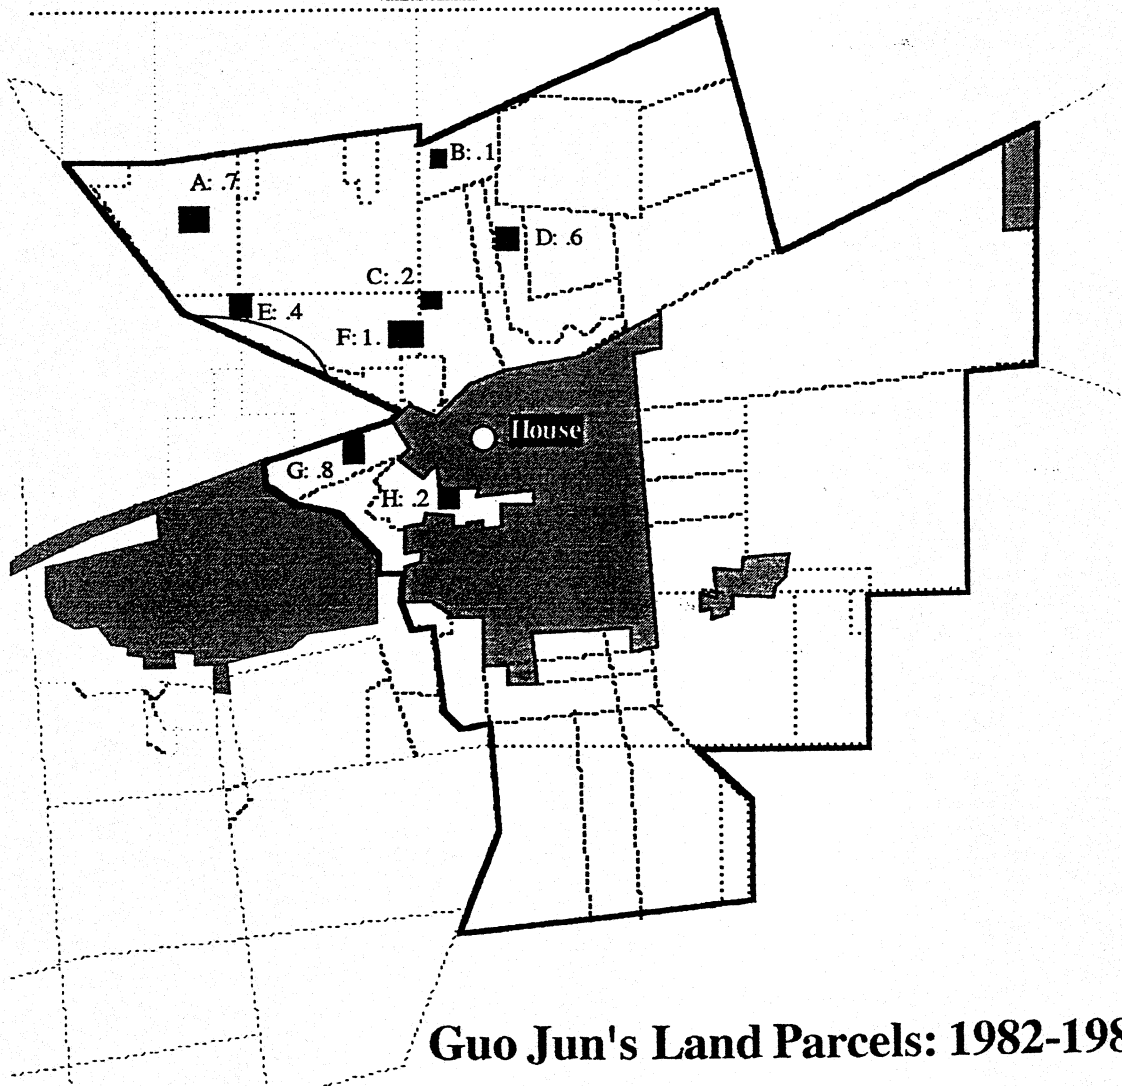 B: .1
A: .7
D: .6
C: .2
E: .4
F: 1.
House
G: .8
H: .2
Guo Jun's Land Parcels: 1982-198